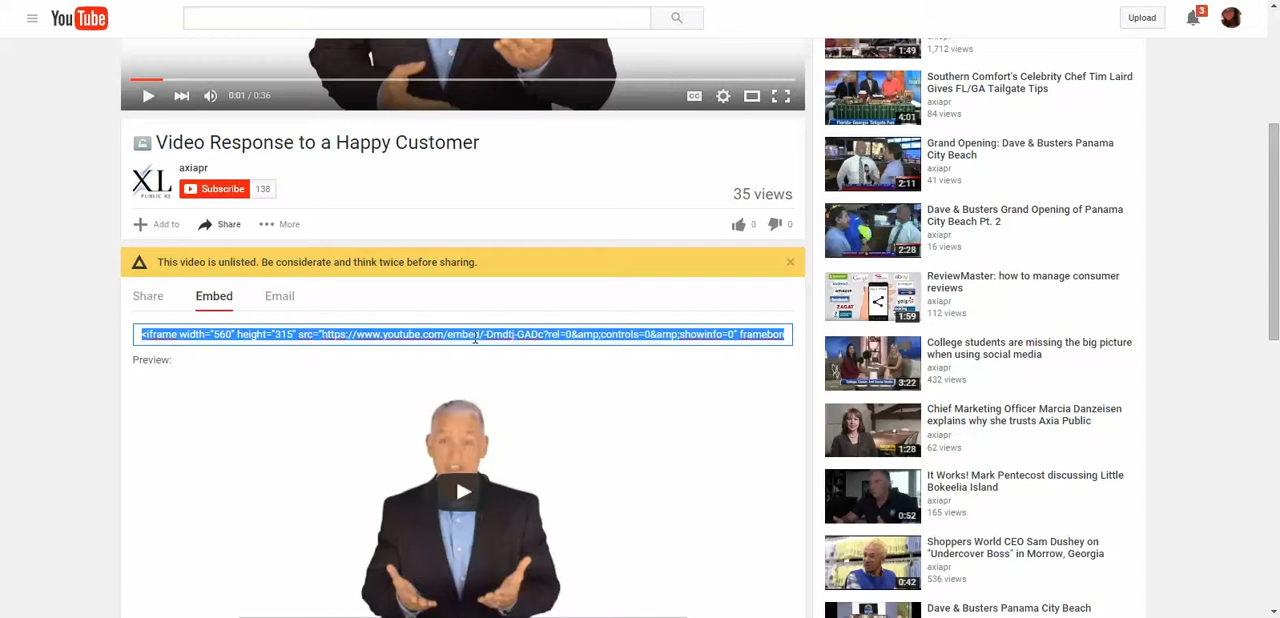 YouTube
Upload
3
0:01 / 0:36
CC
Video Response to a Happy Customer
axiapr
XL
PUBLIC RE
Subscribe 138
35 views
Add to Share More
0 0
This video is unlisted. Be considerate and think twice before sharing.
Share Embed Email
<iframe width="560" height="315" src="https://www.youtube.com/embed/-Dmdtj-GADc?rel=0&amp;controls=0&amp;showinfo=0" framebor
Preview:
1:49
1,712 views
Southern Comfort's Celebrity Chef Tim Laird
Gives FL/GA Tailgate Tips
axiapr
84 views
4:01
Grand Opening: Dave & Busters Panama
City Beach
axiapr
41 views
2:11
Dave & Busters Grand Opening of Panama
City Beach Pt. 2
axiapr
16 views
2:28
ReviewMaster: how to manage consumer
reviews
axiapr
112 views
1:59
College students are missing the big picture
when using social media
axiapr
432 views
3:22
Chief Marketing Officer Marcia Danzeisen
explains why she trusts Axia Public
axiapr
62 views
1:28
It Works! Mark Pentecost discussing Little
Bokeelia Island
axiapr
165 views
0:52
Shoppers World CEO Sam Dushey on
"Undercover Boss" in Morrow, Georgia
axiapr
536 views
0:42
Dave & Busters Panama City Beach